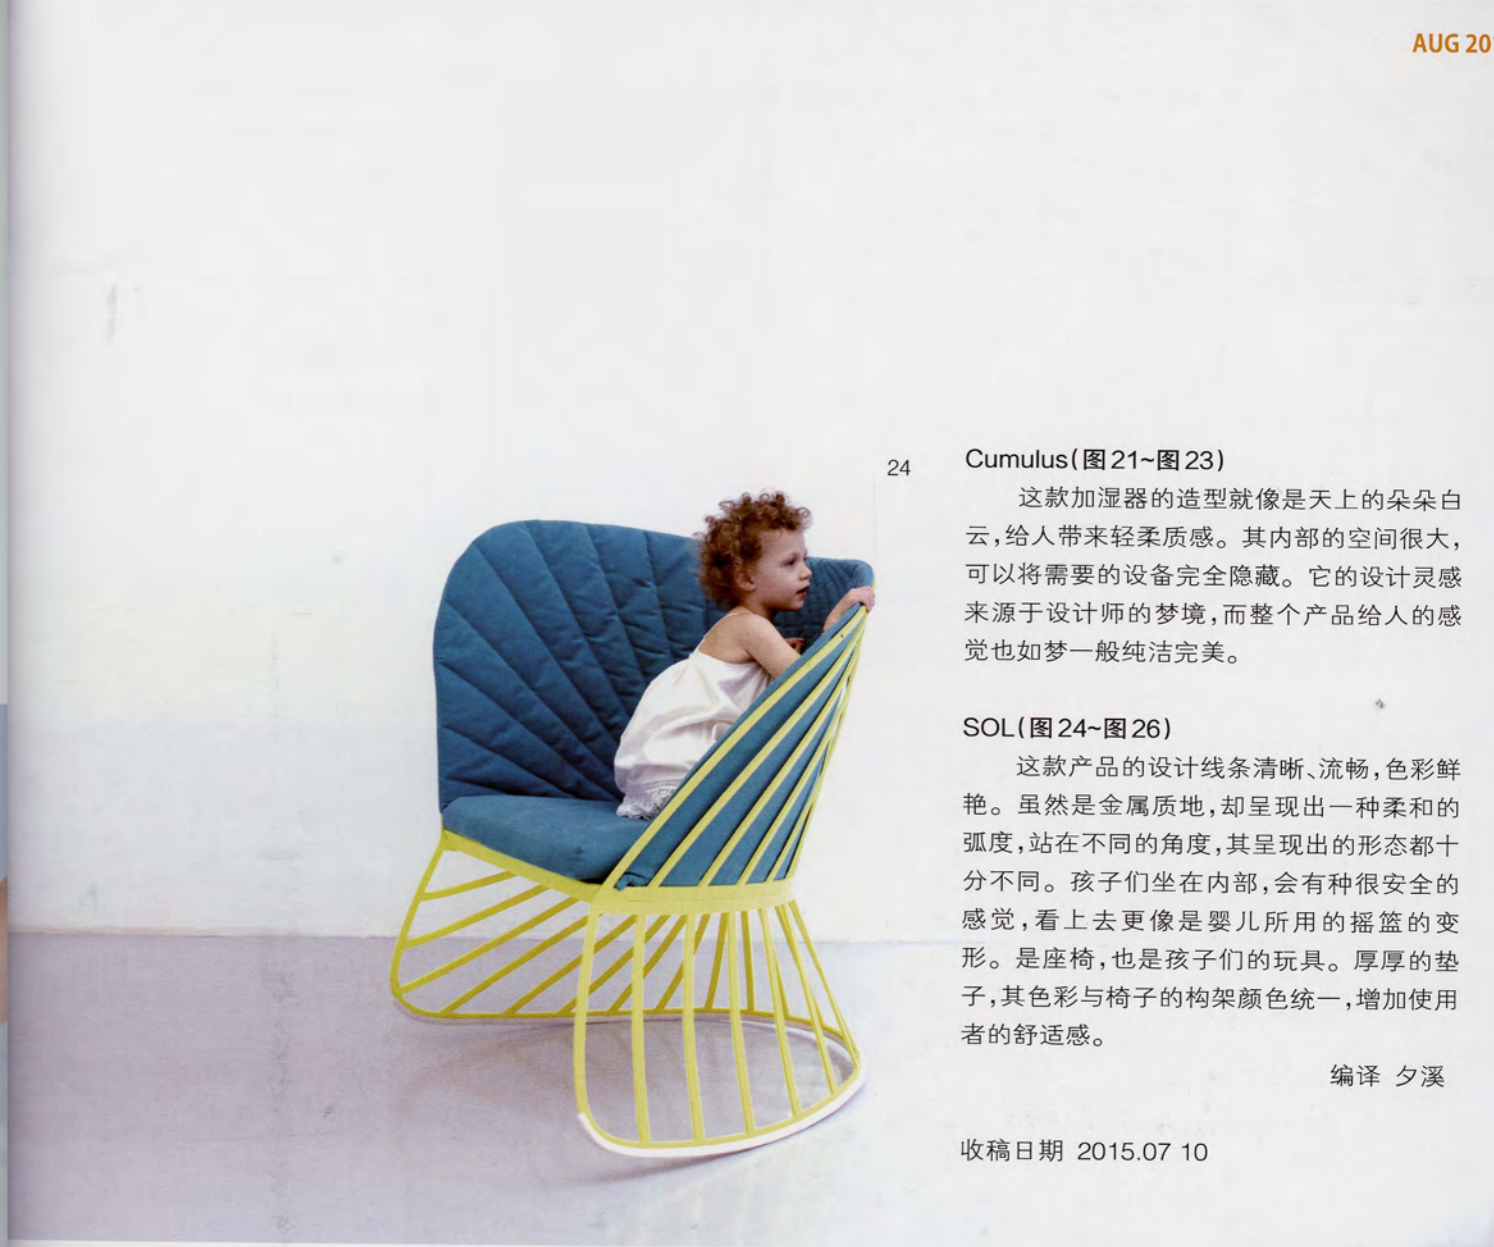 AUG 20
24
Cumulus(图21~图23)
这款加湿器的造型就像是天上的朵朵白
云,给人带来轻柔质感。其内部的空间很大,
可以将需要的设备完全隐藏。它的设计灵感
来源于设计师的梦境,而整个产品给人的感
觉也如梦一般纯洁完美。
SOL(图24~图26)
这款产品的设计线条清晰、流畅,色彩鲜
艳。虽然是金属质地,却呈现出一种柔和的
弧度,站在不同的角度,其呈现出的形态都十
分不同。孩子们坐在内部,会有种很安全的
感觉,看上去更像是婴儿所用的摇篮的变
形。是座椅,也是孩子们的玩具。厚厚的垫
子,其色彩与椅子的构架颜色统一,增加使用
者的舒适感。
编译 夕溪
收稿日期 2015.07 10